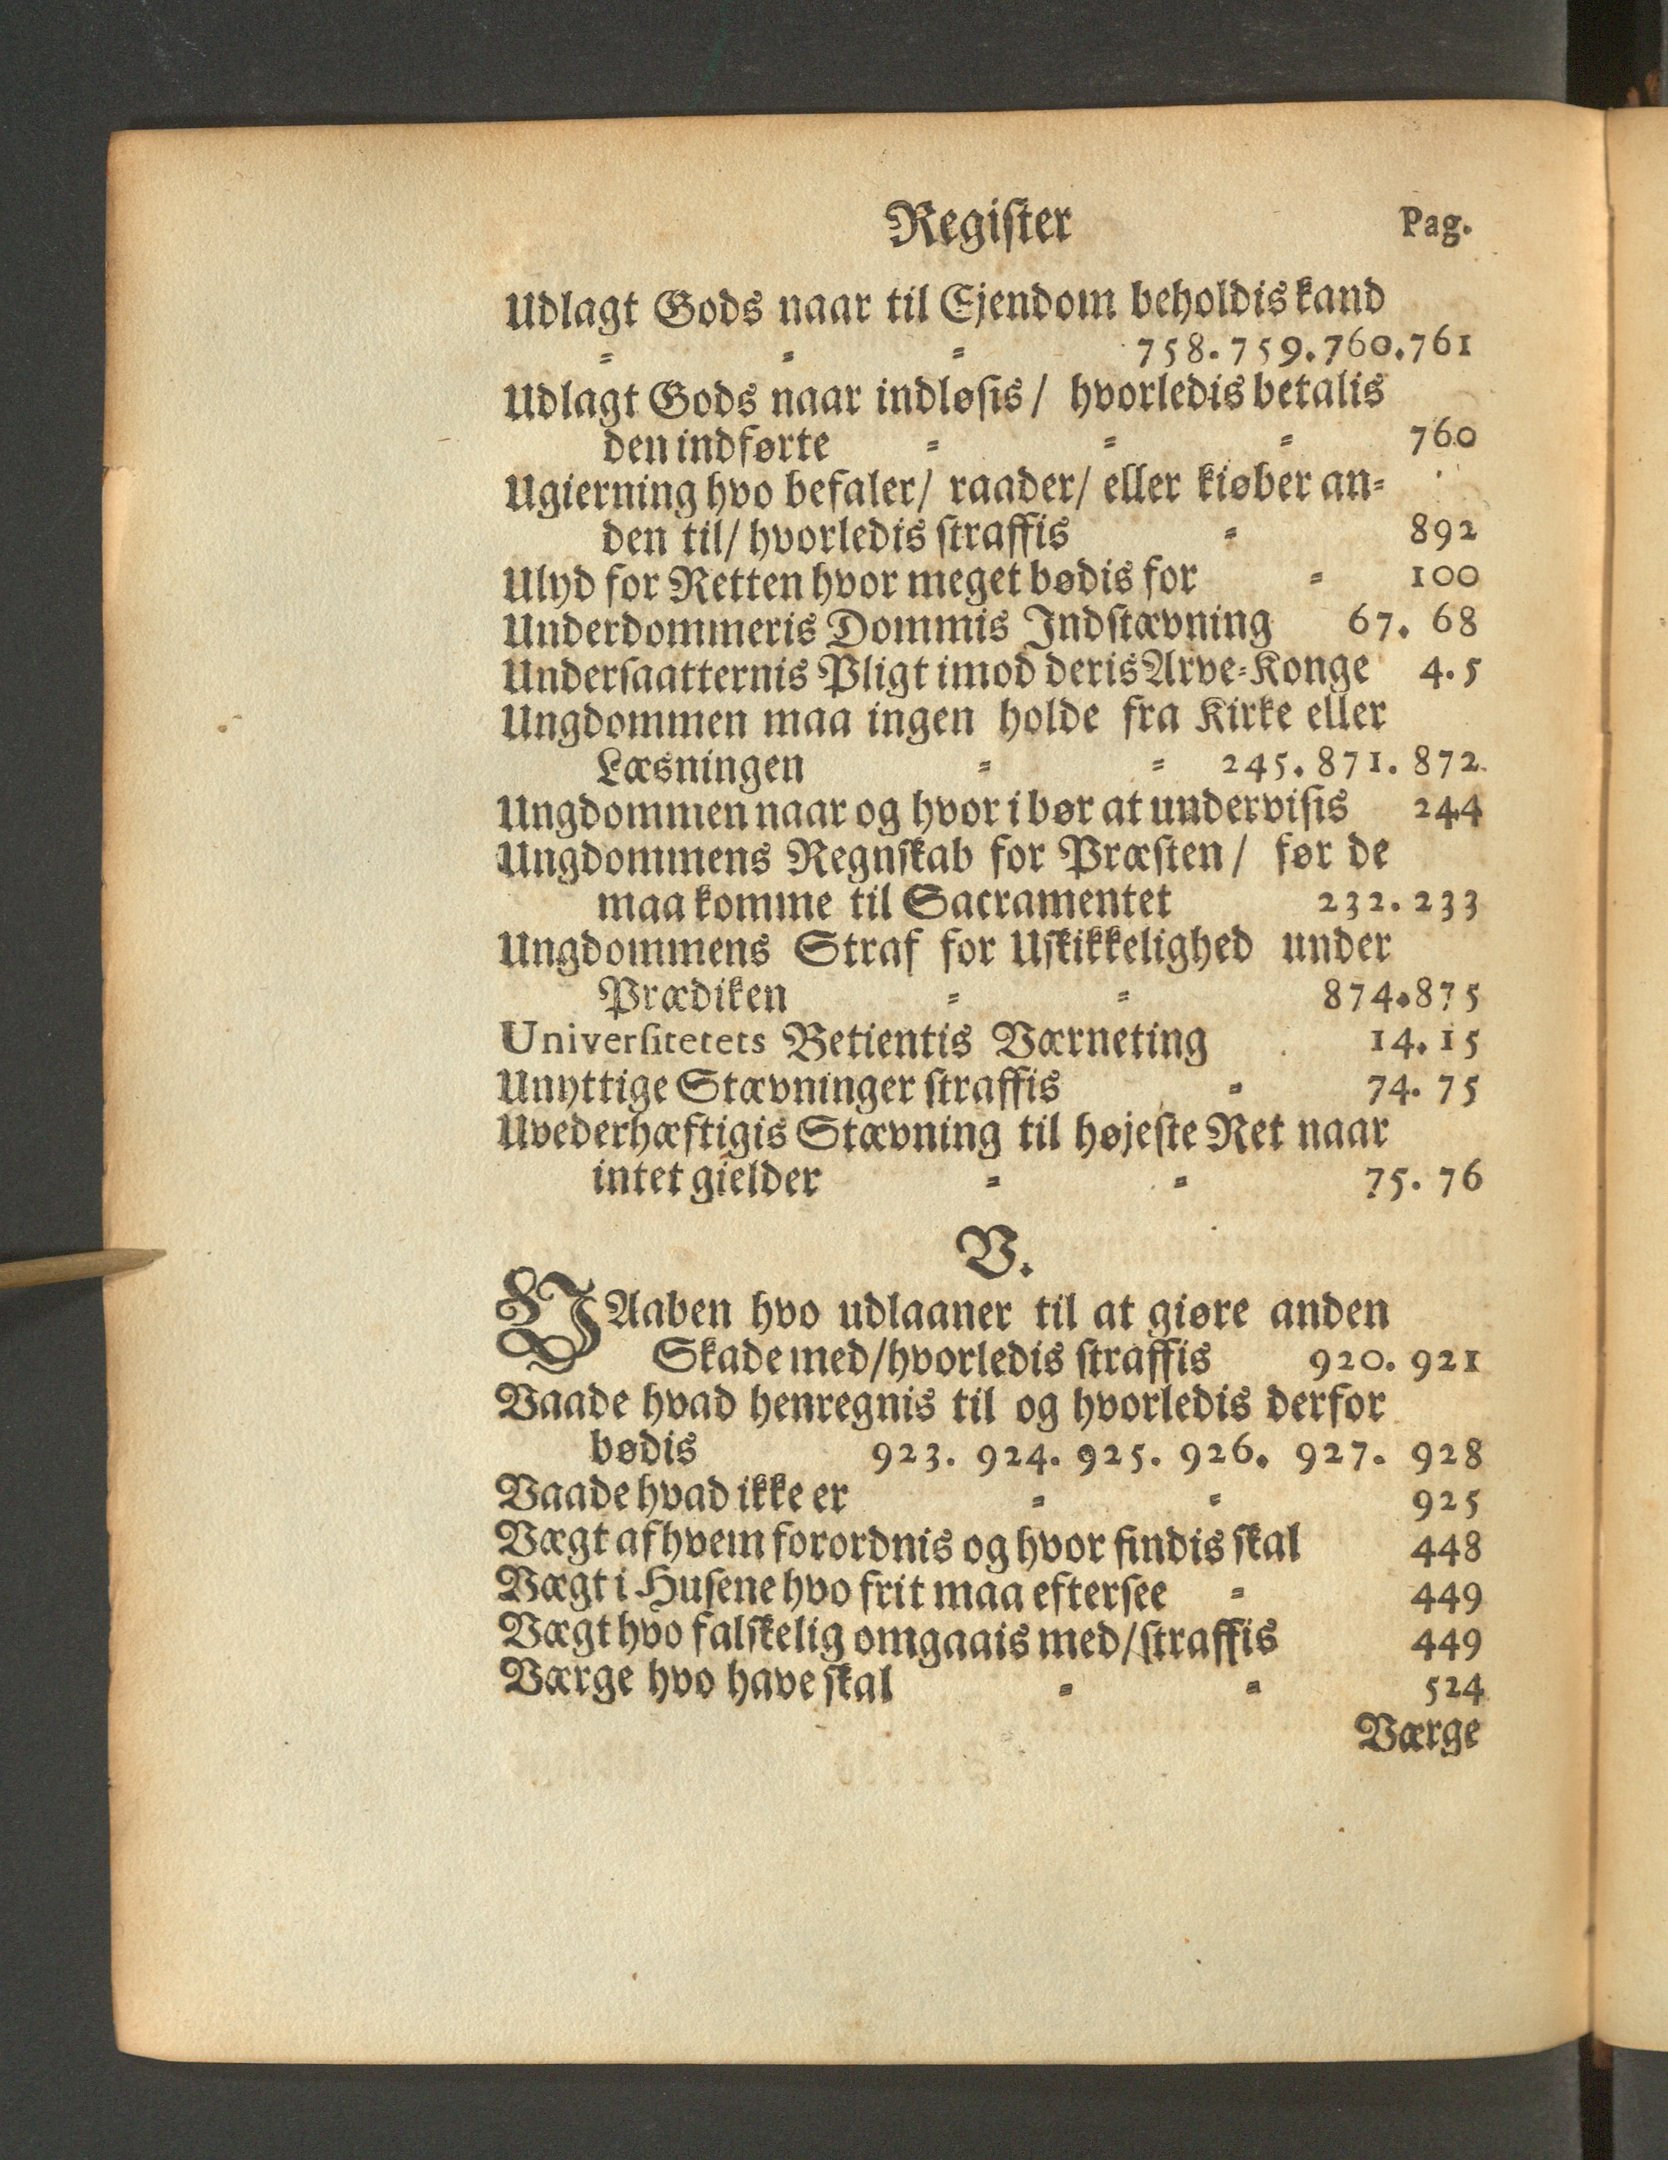 Regiſter Pag.
Udlagt Gods naar til Ejendom beholdis kand
⸗ ⸗ ⸗ 758. 759. 760. 761
Udlagt Gods naar indløſis / hvorledis betalis
den indførte ⸗ ⸗ ⸗ 760
Ugierning hvo befaler / raader / eller kiøber an⸗
den til / hvorledis ſtraffis ⸗ 892
Ulyd for Retten hvor meget bødis for ⸗ 100
Underdommeris Dommis Indſtævning 67. 68
Underſaatternis Pligt imod deris Arve⸗Konge 4. 5
Ungdommen maa ingen holde fra Kirke eller
Læsningen ⸗ ⸗ 245. 871. 872
Ungdommen naar og hvor i bør at underviſis 244
Ungdommens Regnſkab for Præſten / før de
maa komme til Sacramentet 232. 233
Ungdommens Straf for Uſkikkelighed under
Prædiken ⸗ ⸗ 874. 875
Univerſitetets Betientis Værneting 14. 15
Unyttige Stævninger ſtraffis ⸗ 74. 75
Uvederhæftigis Stævning til højeſte Ret naar
intet gielder ⸗ ⸗ 75. 76
V.
VAaben hvo udlaaner til at giøre anden
Skade med / hvorledis ſtraffis 920. 921
Vaade hvad henregnis til og hvorledis derfor
bødis 923. 924. 925. 926. 927. 928
Vaade hvad ikke er ⸗ ⸗ 925
Vægt af hvem forordnis og hvor findis ſkal 448
Vægt i Huſene hvo frit maa efterſee ⸗ 449
Vægt hvo falſkelig omgaais med / ſtraffis 449
Værge hvo have ſkal ⸗ ⸗ 524
Værge